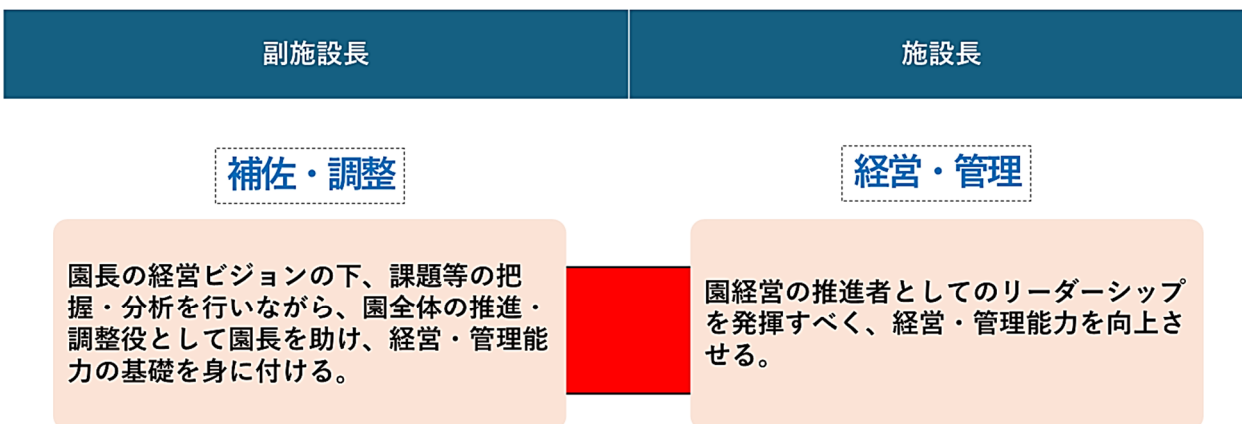 副施設長
施設長
補佐・調整
経営・管理
園長の経営ビジョンの下、課題等の把
握・分析を行いながら、園全体の推進・
調整役として園長を助け、経営・管理能
力の基礎を身に付ける。
園経営の推進者としてのリーダーシップ
を発揮すべく、経営・管理能力を向上さ
せる。